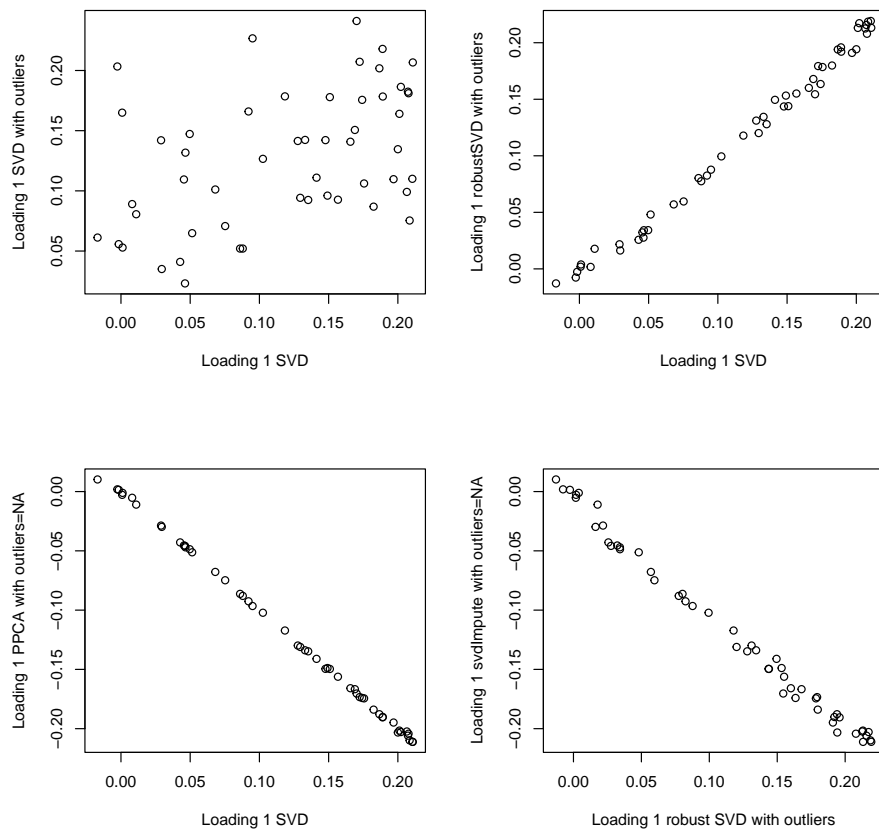 0.05 0.10 0.15 0.20
Loading 1 SVD with outliers
0.00 0.05 0.10 0.15 0.20
Loading 1 SVD
0.00 0.05 0.10 0.15 0.20
Loading 1 robustSVD with outliers
0.00 0.05 0.10 0.15 0.20
Loading 1 SVD
−0.20 −0.15 −0.10 −0.05 0.00
Loading 1 PPCA with outliers=NA
0.00 0.05 0.10 0.15 0.20
Loading 1 SVD
−0.20 −0.15 −0.10 −0.05 0.00
Loading 1 svdImpute with outliers=NA
0.00 0.05 0.10 0.15 0.20
Loading 1 robust SVD with outliers